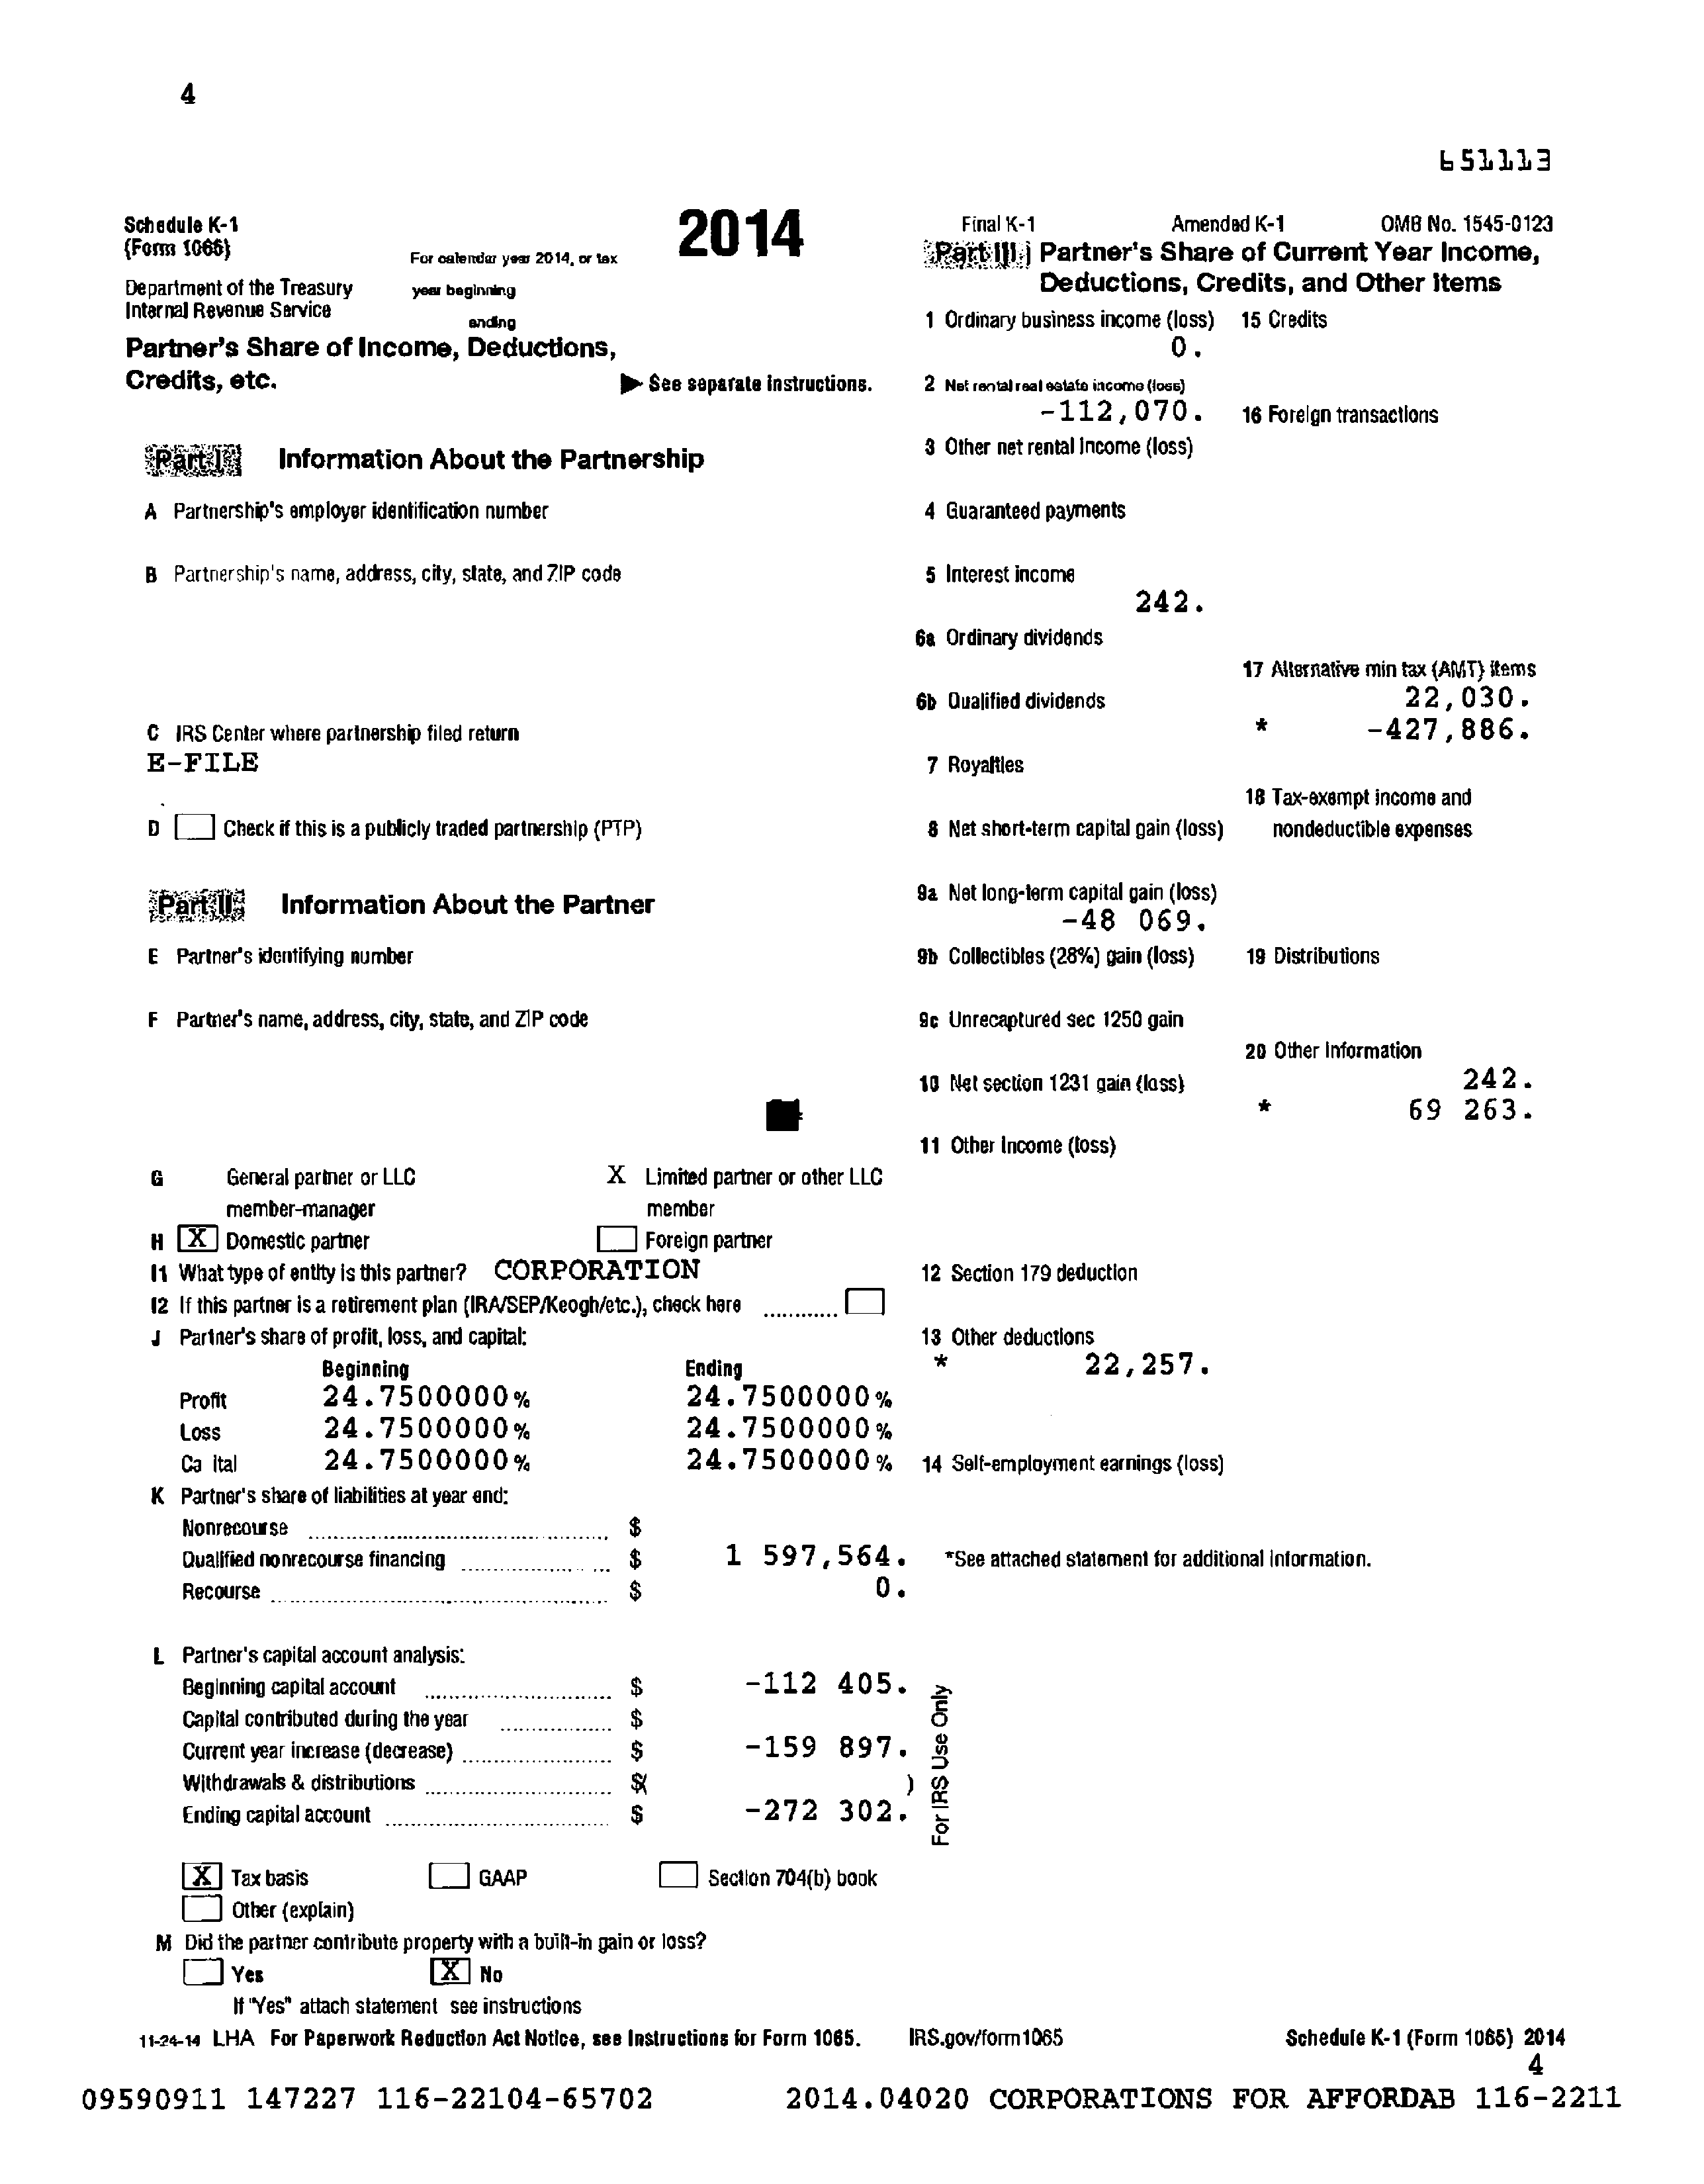 4
651113
Schedule K-1
(Form 1065)
For calendar year 2014, or tax
year beginning
ending
2014
Department of the Treasury
Internal Revenue Service
Partner's Share of Income, Deductions,
Credits, etc.
▶ See separate instructions.
Part I Information About the Partnership
A Partnership's employer identification number
B Partnership's name, address, city, state, and ZIP code
C IRS Center where partnership filed return
E-FILE
D Check if this is a publicly traded partnership (PTP)
Part II Information About the Partner
E Partner's identifying number
F Partner's name, address, city, state, and ZIP code
G General partner or LLC member-manager
X Limited partner or other LLC member
H X Domestic partner
Foreign partner
I1 What type of entity is this partner? CORPORATION
I2 If this partner is a retirement plan (IRA/SEP/Keogh/etc.), check here
J Partner's share of profit, loss, and capital:
Beginning Ending
Profit 24.7500000% 24.7500000%
Loss 24.7500000% 24.7500000%
Ca ital 24.7500000% 24.7500000%
K Partner's share of liabilities at year end:
Nonrecourse $
Qualified nonrecourse financing $ 1 597,564.
Recourse $ 0.
L Partner's capital account analysis:
Beginning capital account $ -112 405.
Capital contributed during the year $
Current year increase (decrease) $ -159 897.
Withdrawals & distributions $( )
Ending capital account $ -272 302.
X Tax basis
GAAP
Section 704(b) book
Other (explain)
M Did the partner contribute property with a built-in gain or loss?
Yes X No
If "Yes" attach statement see instructions
Final K-1 Amended K-1 OMB No. 1545-0123
Part III Partner's Share of Current Year Income,
Deductions, Credits, and Other Items
1 Ordinary business income (loss)
0.
2 Net rental real estate income (loss)
-112,070.
3 Other net rental income (loss)
4 Guaranteed payments
5 Interest income
242.
6a Ordinary dividends
6b Qualified dividends
7 Royalties
8 Net short-term capital gain (loss)
9a Net long-term capital gain (loss)
-48 069.
9b Collectibles (28%) gain (loss)
9c Unrecaptured sec 1250 gain
10 Net section 1231 gain (loss)
11 Other income (loss)
12 Section 179 deduction
13 Other deductions
* 22,257.
14 Self-employment earnings (loss)
15 Credits
16 Foreign transactions
17 Alternative min tax (AMT) items
22,030.
* -427,886.
18 Tax-exempt income and
nondeductible expenses
19 Distributions
20 Other information
242.
* 69 263.
*See attached statement for additional information.
For IRS Use Only
11-24-14 LHA For Paperwork Reduction Act Notice, see Instructions for Form 1065. IRS.gov/form1065 Schedule K-1 (Form 1065) 2014
4
09590911 147227 116-22104-65702 2014.04020 CORPORATIONS FOR AFFORDAB 116-2211